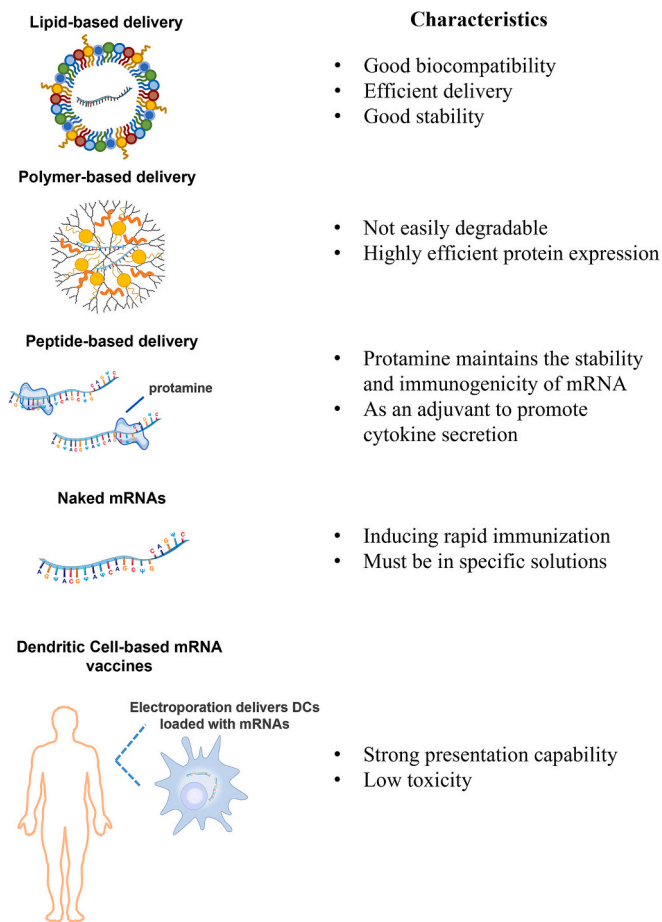 Lipid-based delivery
Characteristics
• Good biocompatibility
• Efficient delivery
• Good stability
Polymer-based delivery
• Not easily degradable
• Highly efficient protein expression
Peptide-based delivery
protamine
• Protamine maintains the stability
and immunogenicity of mRNA
• As an adjuvant to promote
cytokine secretion
Naked mRNAs
A G Ψ A C G Ψ A Ψ C A G C Ψ G C A G Ψ C
• Inducing rapid immunization
• Must be in specific solutions
Dendritic Cell-based mRNA
vaccines
Electroporation delivers DCs
loaded with mRNAs
• Strong presentation capability
• Low toxicity